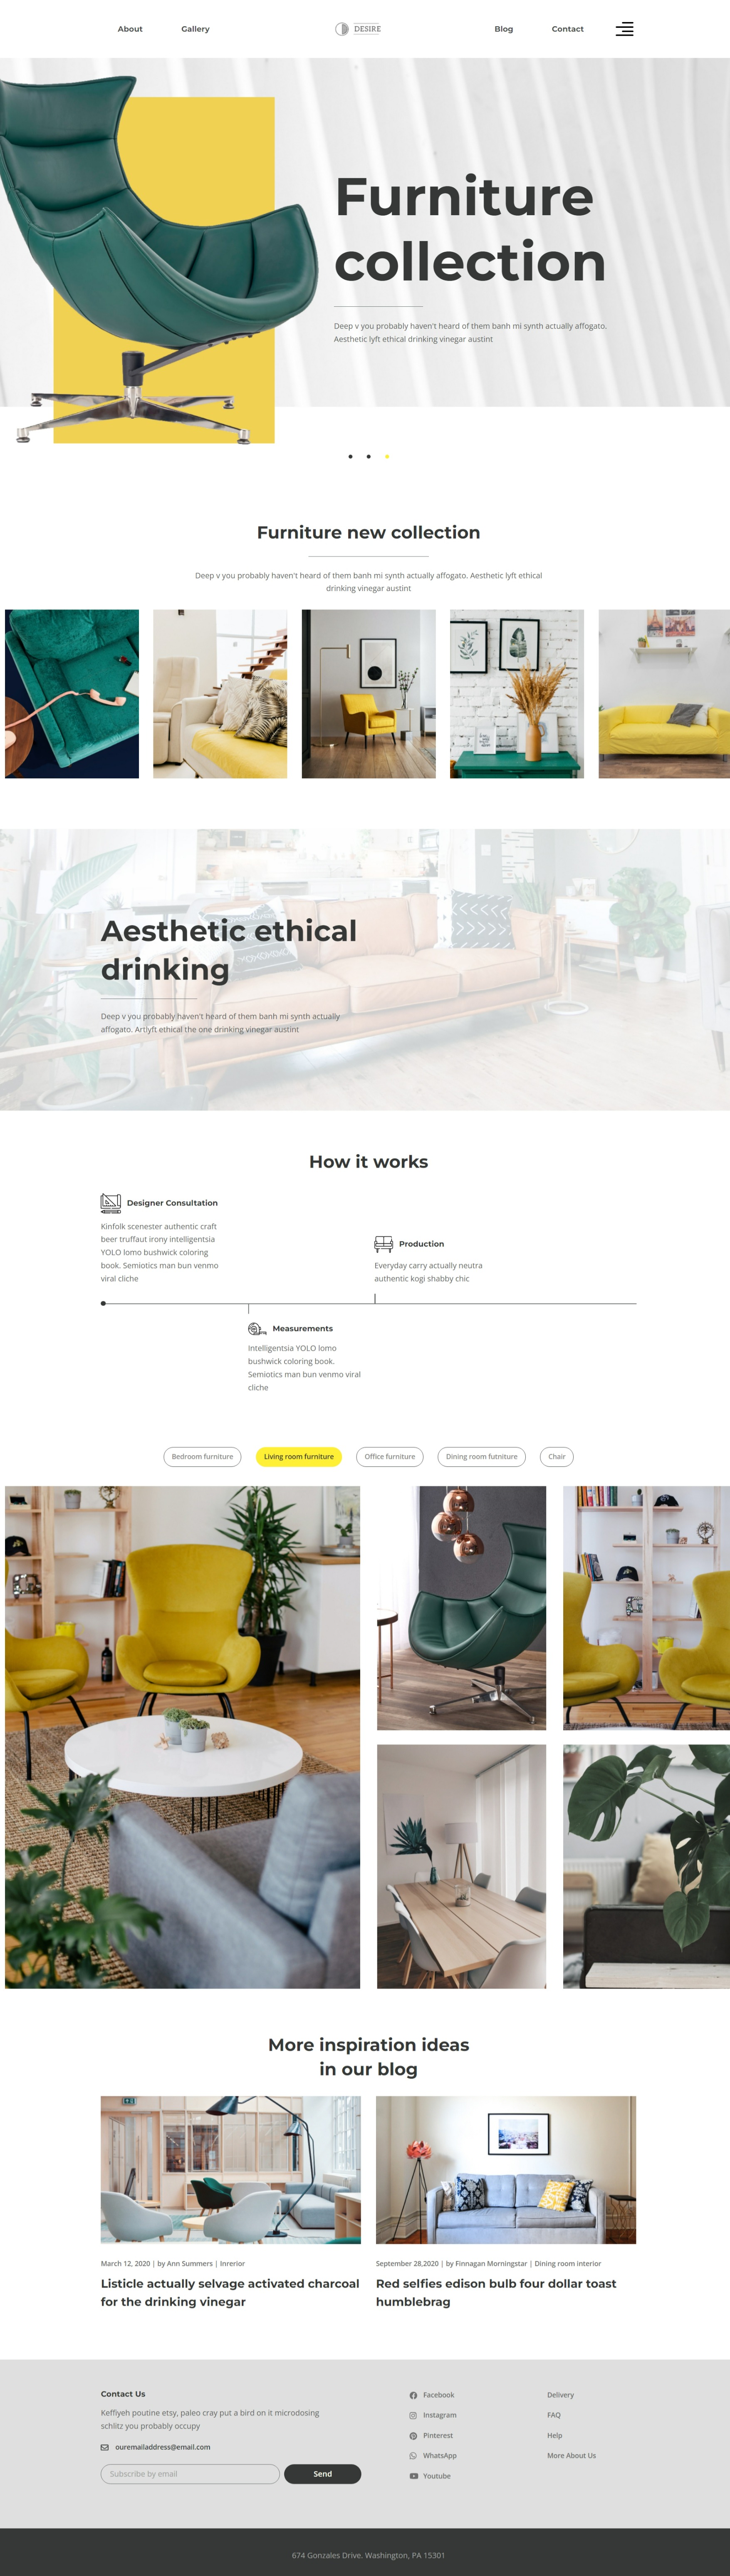 About
Gallery
DESIRE
Blog
Contact
Furniture
collection
Deep v you probably haven't heard of them banh mi synth actually affogato.
Aesthetic lyft ethical drinking vinegar austint
Furniture new collection
Deep v you probably haven't heard of them banh mi synth actually affogato. Aesthetic lyft ethical
drinking vinegar austint
Aesthetic ethical
drinking
Deep v you probably haven't heard of them banh mi synth actually
affogato. Artlyft ethical the one drinking vinegar austint
How it works
Designer Consultation
Kinfolk scenester authentic craft
beer truffaut irony intelligentsia
YOLO lomo bushwick coloring
book. Semiotics man bun venmo
viral cliche
Production
Everyday carry actually neutra
authentic kogi shabby chic
Measurements
Intelligentsia YOLO lomo
bushwick coloring book.
Semiotics man bun venmo viral
cliche
Bedroom furniture
Living room furniture
Office furniture
Dining room futniture
Chair
More inspiration ideas
in our blog
March 12, 2020 | by Ann Summers | Inrerior
Listicle actually selvage activated charcoal
for the drinking vinegar
September 28,2020 | by Finnagan Morningstar | Dining room interior
Red selfies edison bulb four dollar toast
humblebrag
Contact Us
Keffiyeh poutine etsy, paleo cray put a bird on it microdosing
schlitz you probably occupy
ouremailaddress@email.com
Subscribe by email
Send
Facebook
Instagram
Pinterest
WhatsApp
Youtube
Delivery
FAQ
Help
More About Us
674 Gonzales Drive. Washington, PA 15301